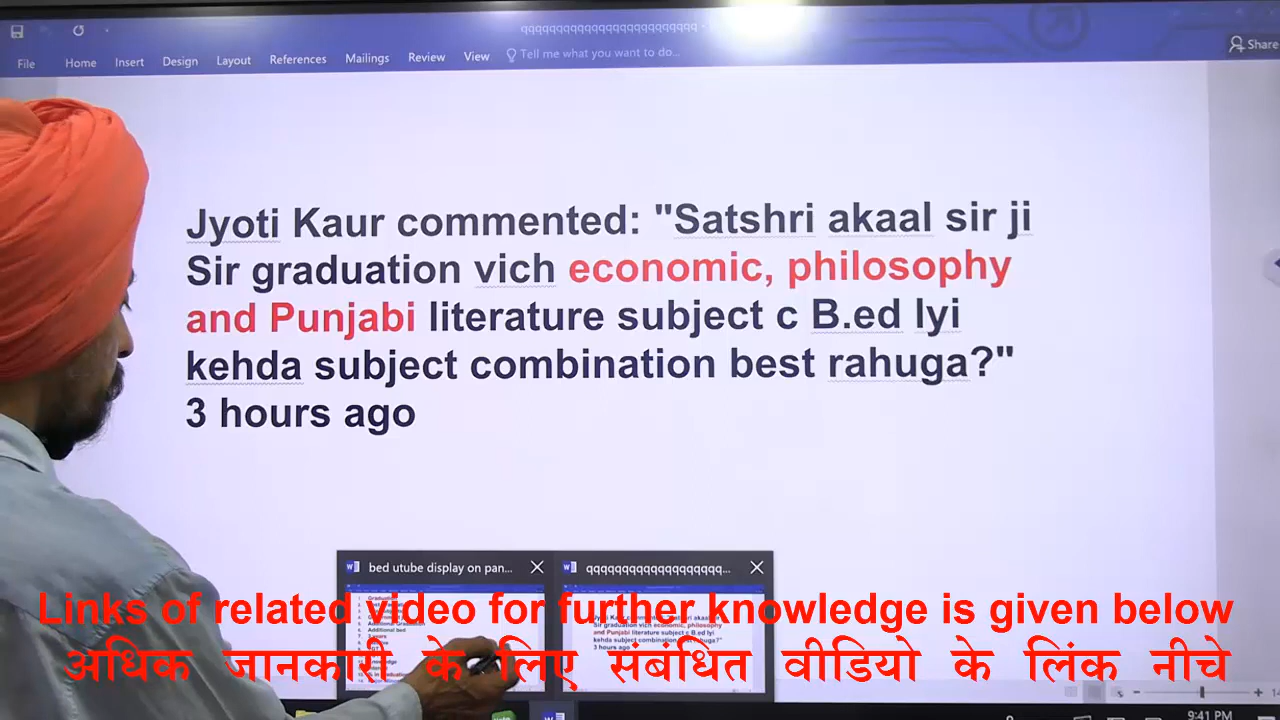 qqqqqqqqqqqqqqqqqqqqqqqqq -
File Home Insert Design Layout References Mailings Review View Tell me what you want to do... Share
Jyoti Kaur commented: "Satshri akaal sir ji
Sir graduation vich economic, philosophy
and Punjabi literature subject c B.ed lyi
kehda subject combination best rahuga?"
3 hours ago
bed utube display on pan...
qqqqqqqqqqqqqqqqqqq...
Links of related video for further knowledge is given below
अधिक जानकारी के लिए संबंधित वीडियो के लिंक नीचे
9:41 PM